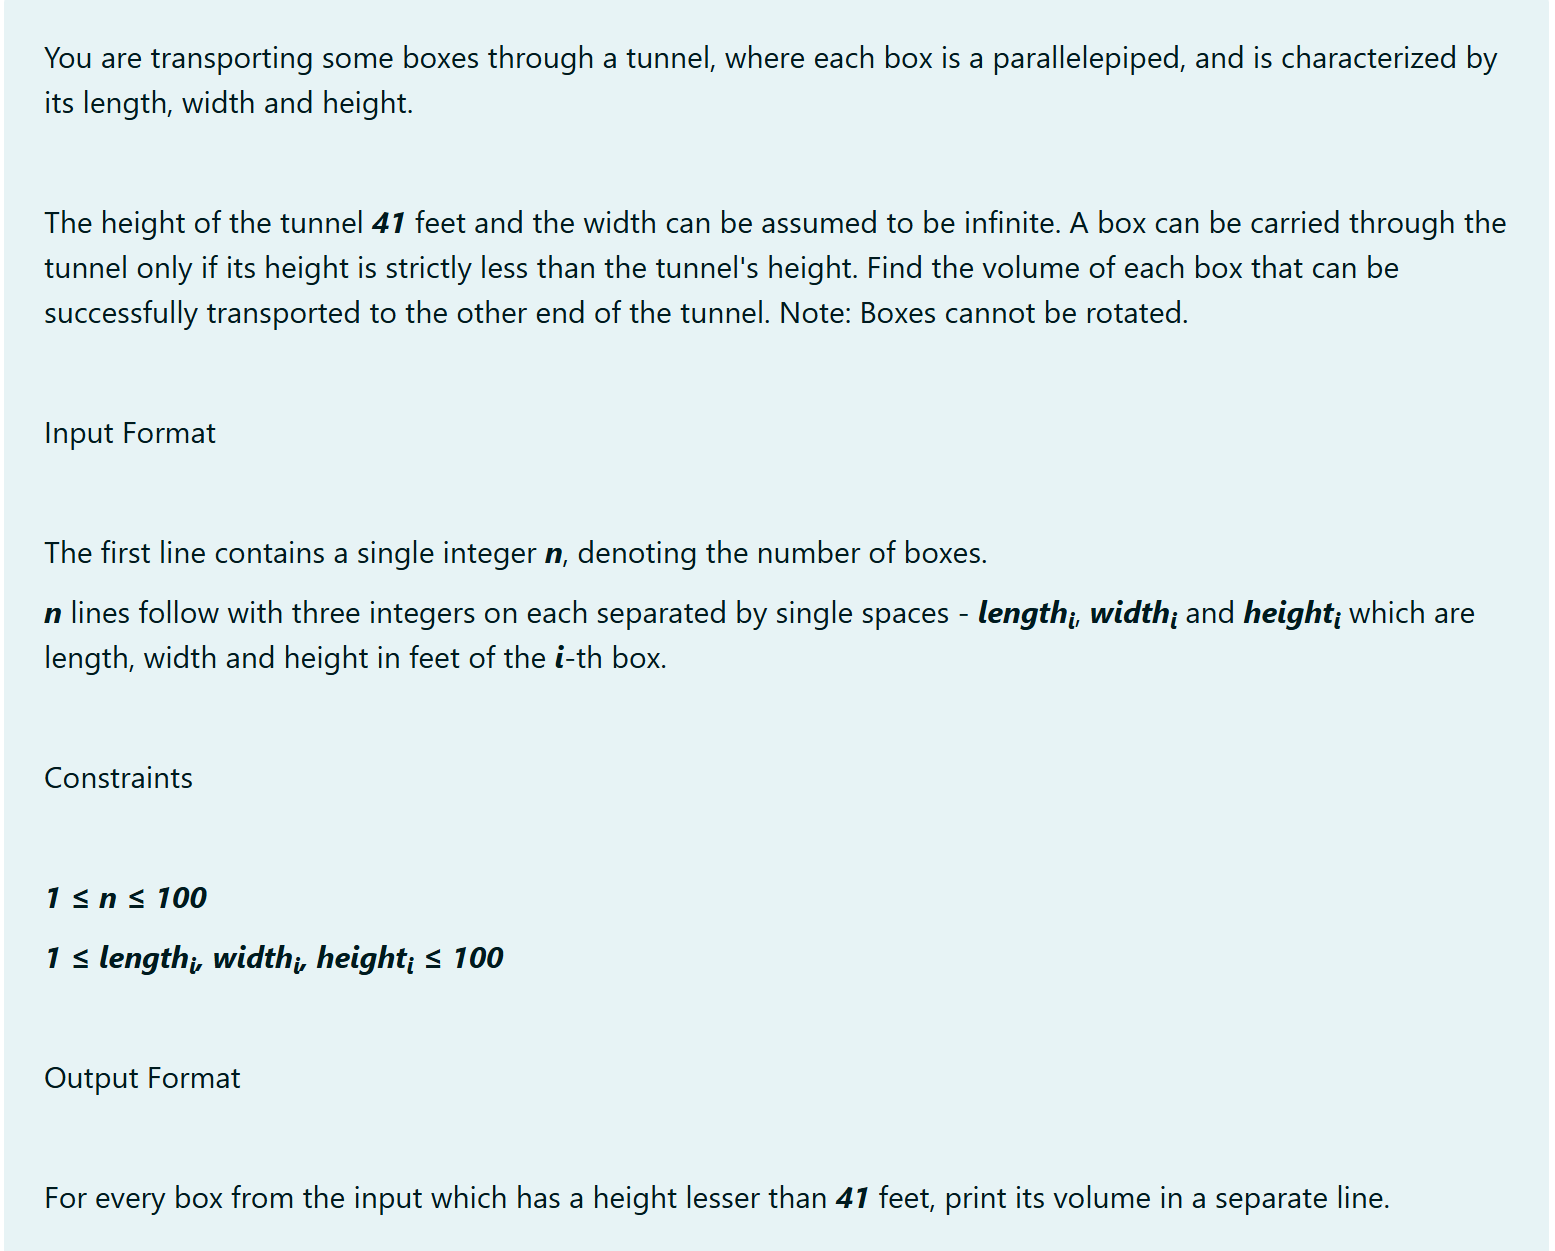 You are transporting some boxes through a tunnel, where each box is a parallelepiped, and is characterized by
its length, width and height.
The height of the tunnel 41 feet and the width can be assumed to be infinite. A box can be carried through the
tunnel only if its height is strictly less than the tunnel's height. Find the volume of each box that can be
successfully transported to the other end of the tunnel. Note: Boxes cannot be rotated.
Input Format
The first line contains a single integer n, denoting the number of boxes.
n lines follow with three integers on each separated by single spaces - lengthᵢ, widthᵢ and heightᵢ which are
length, width and height in feet of the i-th box.
Constraints
1 ≤ n ≤ 100
1 ≤ lengthᵢ, widthᵢ, heightᵢ ≤ 100
Output Format
For every box from the input which has a height lesser than 41 feet, print its volume in a separate line.